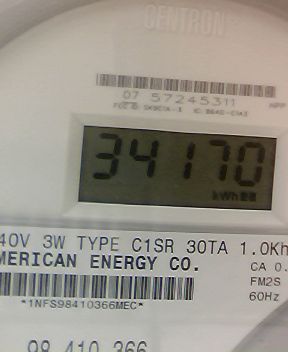 CENTRON
07 57245311
34170
kWh
40V 3W TYPE C1SR 30TA 1.0Kh
MERICAN ENERGY CO.
CA 0.
FM2S
*1NFS98410366MEC*
60Hz
98 410 366